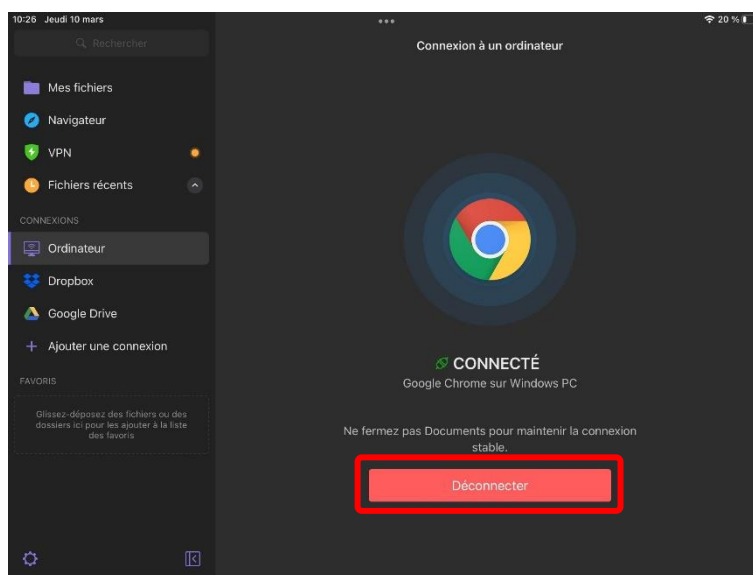 10:26 Jeudi 10 mars
20 %
Rechercher
Connexion à un ordinateur
Mes fichiers
Navigateur
VPN
Fichiers récents
CONNEXIONS
Ordinateur
Dropbox
Google Drive
Ajouter une connexion
FAVORIS
Glissez-déposez des fichiers ou des
dossiers ici pour les ajouter à la liste
des favoris
CONNECTÉ
Google Chrome sur Windows PC
Ne fermez pas Documents pour maintenir la connexion
stable.
Déconnecter